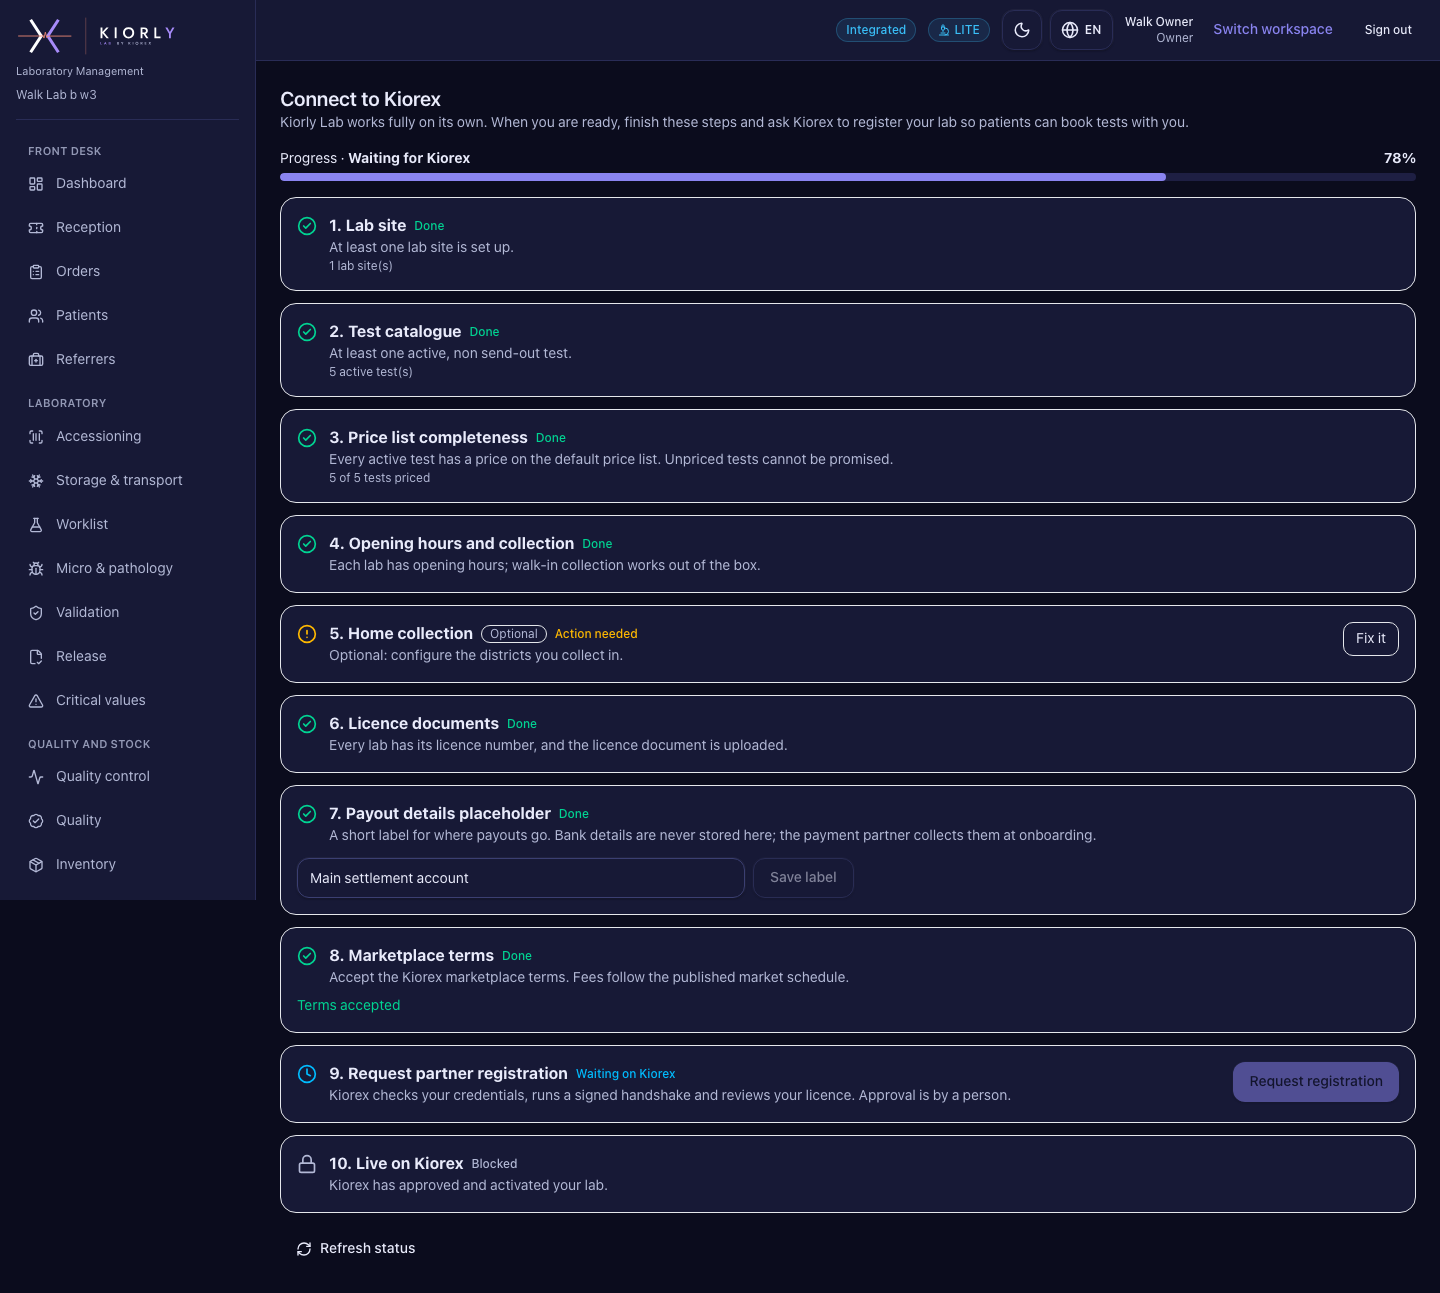 KIORLY
LAB BY KIOREX
Laboratory Management
Walk Lab b w3
FRONT DESK
Dashboard
Reception
Orders
Patients
Referrers
LABORATORY
Accessioning
Storage & transport
Worklist
Micro & pathology
Validation
Release
Critical values
QUALITY AND STOCK
Quality control
Quality
Inventory
Integrated
LITE
EN
Walk Owner
Owner
Switch workspace
Sign out
Connect to Kiorex
Kiorly Lab works fully on its own. When you are ready, finish these steps and ask Kiorex to register your lab so patients can book tests with you.
Progress · Waiting for Kiorex 78%
1. Lab site Done
At least one lab site is set up.
1 lab site(s)
2. Test catalogue Done
At least one active, non send-out test.
5 active test(s)
3. Price list completeness Done
Every active test has a price on the default price list. Unpriced tests cannot be promised.
5 of 5 tests priced
4. Opening hours and collection Done
Each lab has opening hours; walk-in collection works out of the box.
5. Home collection Optional Action needed
Optional: configure the districts you collect in.
Fix it
6. Licence documents Done
Every lab has its licence number, and the licence document is uploaded.
7. Payout details placeholder Done
A short label for where payouts go. Bank details are never stored here; the payment partner collects them at onboarding.
Main settlement account Save label
8. Marketplace terms Done
Accept the Kiorex marketplace terms. Fees follow the published market schedule.
Terms accepted
9. Request partner registration Waiting on Kiorex
Kiorex checks your credentials, runs a signed handshake and reviews your licence. Approval is by a person.
Request registration
10. Live on Kiorex Blocked
Kiorex has approved and activated your lab.
Refresh status